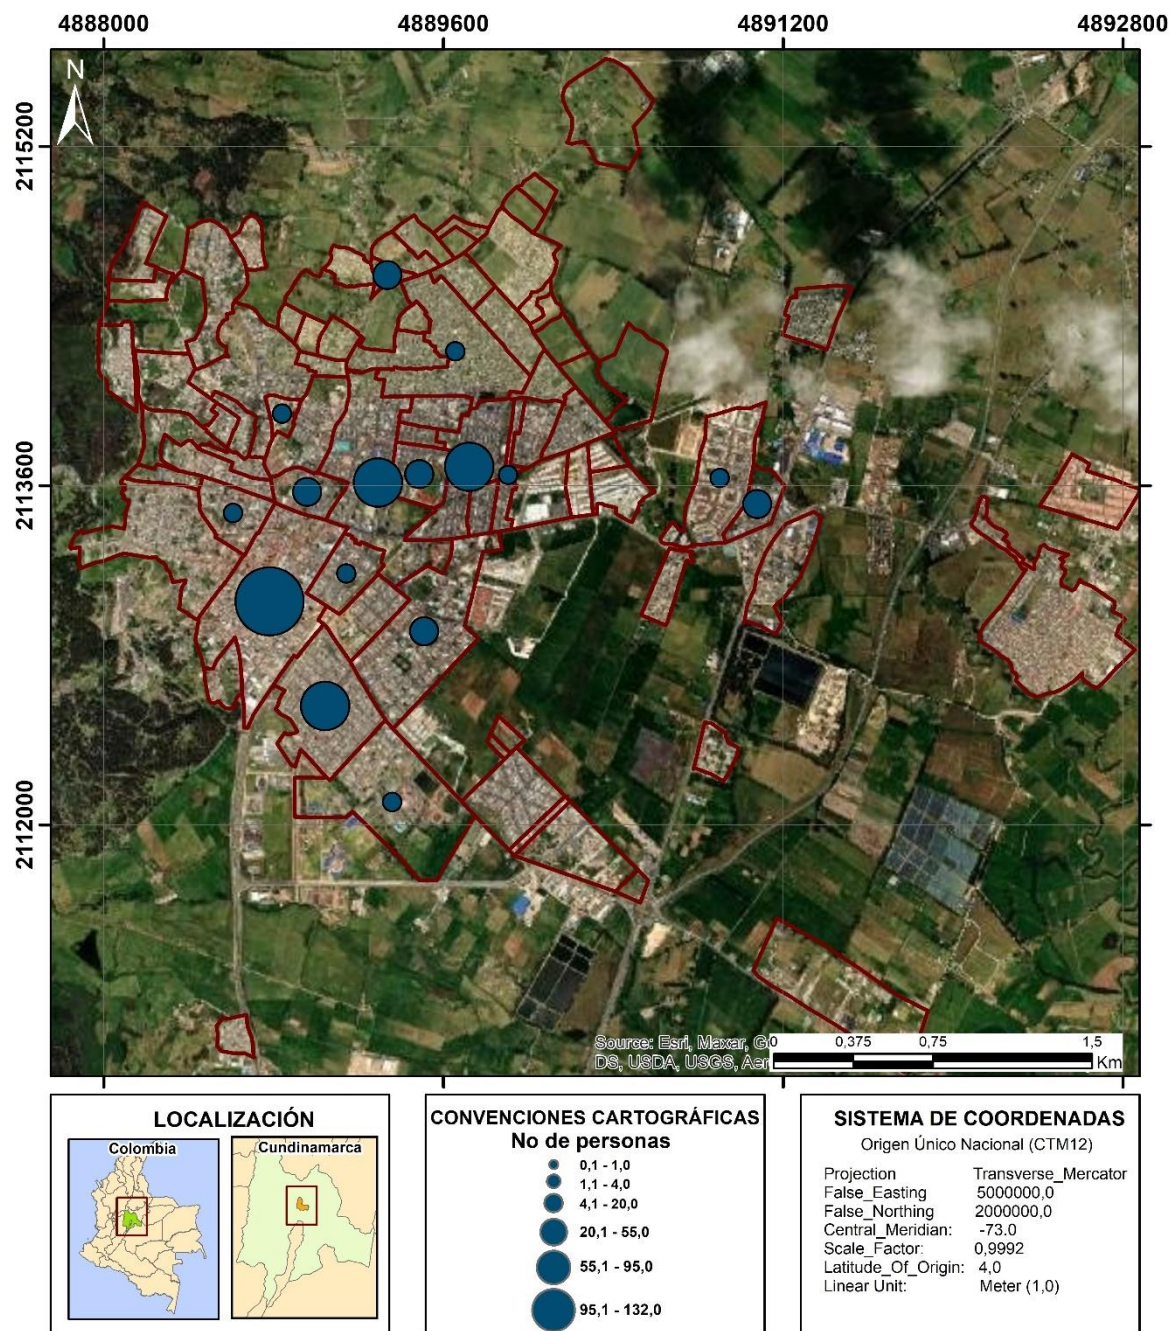 4888000 4889600 4891200 4892800
N
2115200
2113600
2112000
Source: Esri, Maxar, G
DS, USDA, USGS, Aer
0 0,375 0,75 1,5
Km
LOCALIZACIÓN
Colombia
Cundinamarca
CONVENCIONES CARTOGRÁFICAS
No de personas
0,1 - 1,0
1,1 - 4,0
4,1 - 20,0
20,1 - 55,0
55,1 - 95,0
95,1 - 132,0
SISTEMA DE COORDENADAS
Origen Único Nacional (CTM12)
Projection Transverse_Mercator
False_Easting 5000000,0
False_Northing 2000000,0
Central_Meridian: -73.0
Scale_Factor: 0,9992
Latitude_Of_Origin: 4,0
Linear Unit: Meter (1,0)